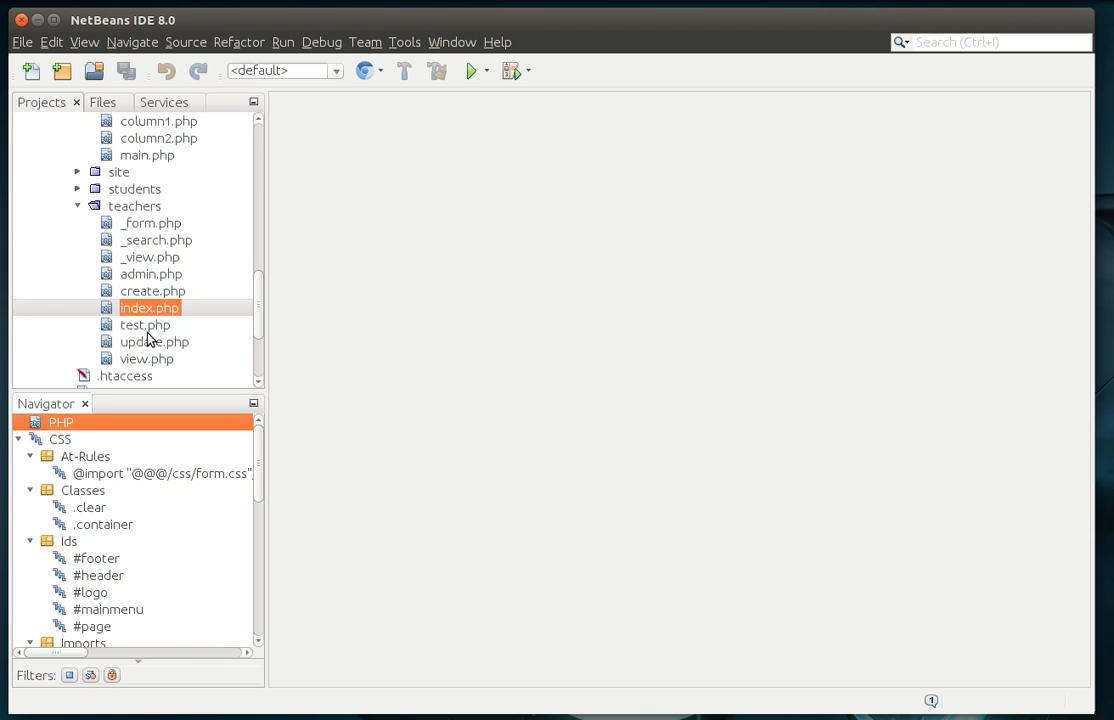 NetBeans IDE 8.0
File Edit View Navigate Source Refactor Run Debug Team Tools Window Help
Search (Ctrl+I)
<default>
Projects Files Services
column1.php
column2.php
main.php
site
students
teachers
_form.php
_search.php
_view.php
admin.php
create.php
index.php
test.php
update.php
view.php
.htaccess
Navigator
PHP
CSS
At-Rules
@import "@@@/css/form.css"
Classes
.clear
.container
Ids
#footer
#header
#logo
#mainmenu
#page
Imports
Filters:
1